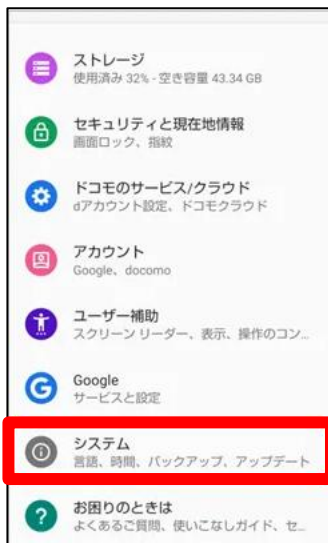 ストレージ
使用済み 32% - 空き容量 43.34 GB
セキュリティと現在地情報
画面ロック、指紋
ドコモのサービス/クラウド
dアカウント設定、ドコモクラウド
アカウント
Google、docomo
ユーザー補助
スクリーン リーダー、表示、操作のコン...
Google
サービスと設定
システム
言語、時間、バックアップ、アップデート
お困りのときは
よくあるご質問、使いこなしガイド、セ...